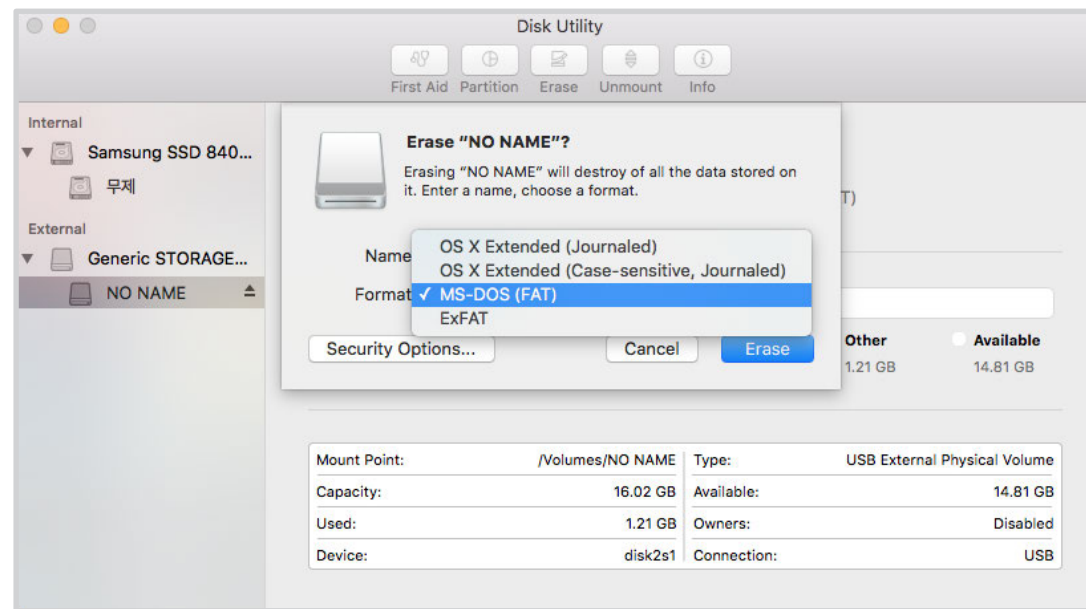 Disk Utility
First Aid Partition Erase Unmount Info
Internal
Samsung SSD 840...
무제
External
Generic STORAGE...
NO NAME
Erase “NO NAME”?
Erasing “NO NAME” will destroy of all the data stored on
it. Enter a name, choose a format.
T)
Name
Format
OS X Extended (Journaled)
OS X Extended (Case-sensitive, Journaled)
✓ MS-DOS (FAT)
ExFAT
Security Options... Cancel Erase
Other Available
1.21 GB 14.81 GB
Mount Point: /Volumes/NO NAME Type: USB External Physical Volume
Capacity: 16.02 GB Available: 14.81 GB
Used: 1.21 GB Owners: Disabled
Device: disk2s1 Connection: USB